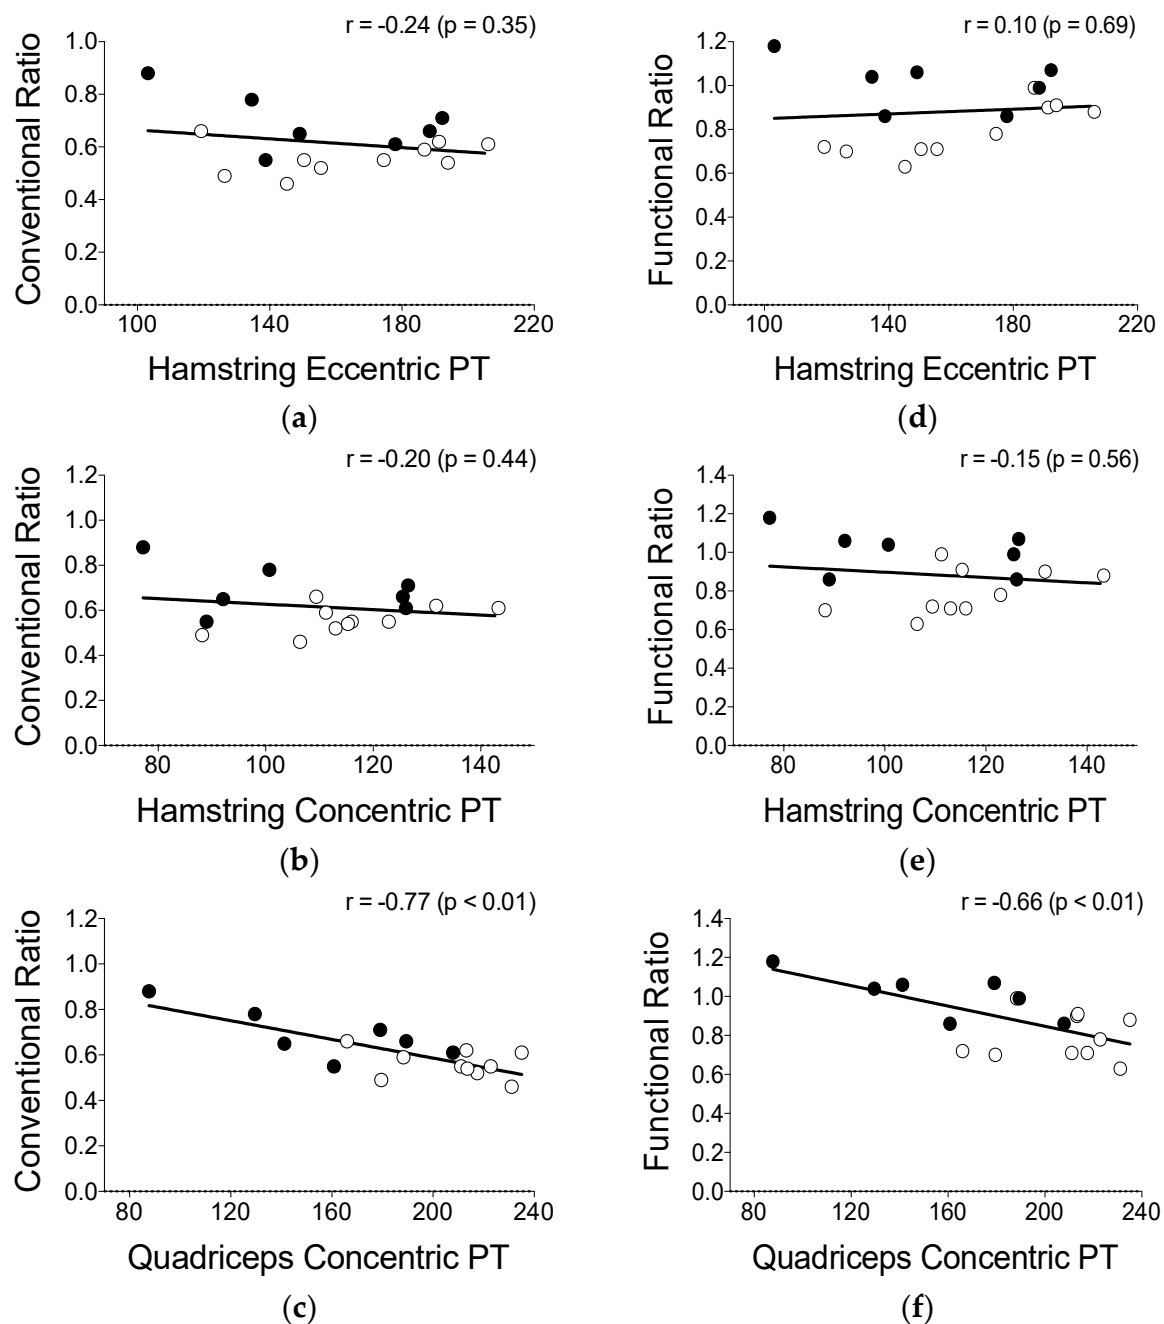 r = -0.24 (p = 0.35)
Conventional Ratio
1.0
0.8
0.6
0.4
0.2
0.0
100 140 180 220
Hamstring Eccentric PT
(a)
r = 0.10 (p = 0.69)
Functional Ratio
1.2
1.0
0.8
0.6
0.4
0.2
0.0
100 140 180 220
Hamstring Eccentric PT
(d)
r = -0.20 (p = 0.44)
Conventional Ratio
1.2
1.0
0.8
0.6
0.4
0.2
0.0
80 100 120 140
Hamstring Concentric PT
(b)
r = -0.15 (p = 0.56)
Functional Ratio
1.4
1.2
1.0
0.8
0.6
0.4
0.2
0.0
80 100 120 140
Hamstring Concentric PT
(e)
r = -0.77 (p < 0.01)
Conventional Ratio
1.2
1.0
0.8
0.6
0.4
0.2
0.0
80 120 160 200 240
Quadriceps Concentric PT
(c)
r = -0.66 (p < 0.01)
Functional Ratio
1.4
1.2
1.0
0.8
0.6
0.4
0.2
0.0
80 120 160 200 240
Quadriceps Concentric PT
(f)